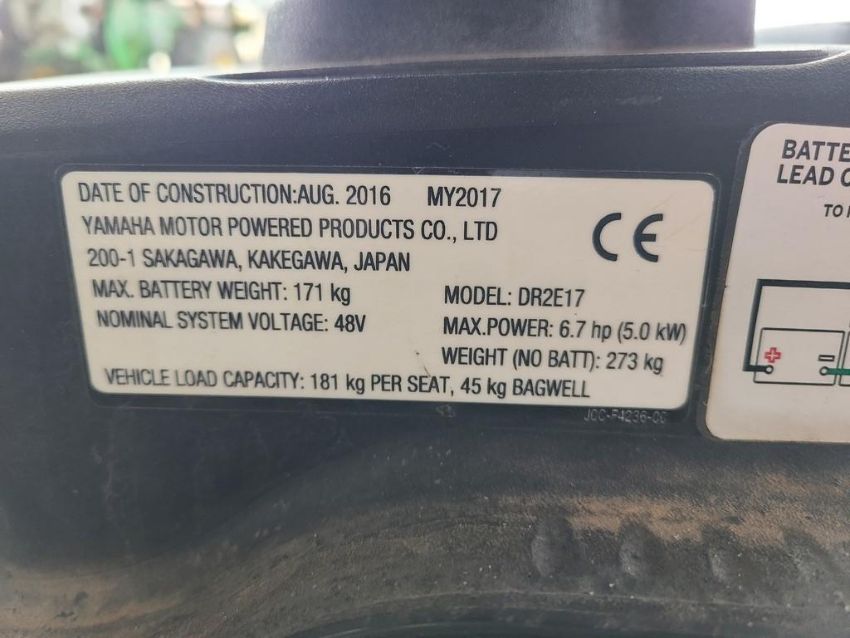 DATE OF CONSTRUCTION:AUG. 2016 MY2017
YAMAHA MOTOR POWERED PRODUCTS CO., LTD
200-1 SAKAGAWA, KAKEGAWA, JAPAN
MAX. BATTERY WEIGHT: 171 kg
NOMINAL SYSTEM VOLTAGE: 48V
CE
MODEL: DR2E17
MAX.POWER: 6.7 hp (5.0 kW)
WEIGHT (NO BATT): 273 kg
VEHICLE LOAD CAPACITY: 181 kg PER SEAT, 45 kg BAGWELL
BATTE
LEAD
TO